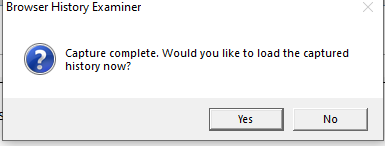 Browser History Examiner
Capture complete. Would you like to load the captured
history now?
Yes
No